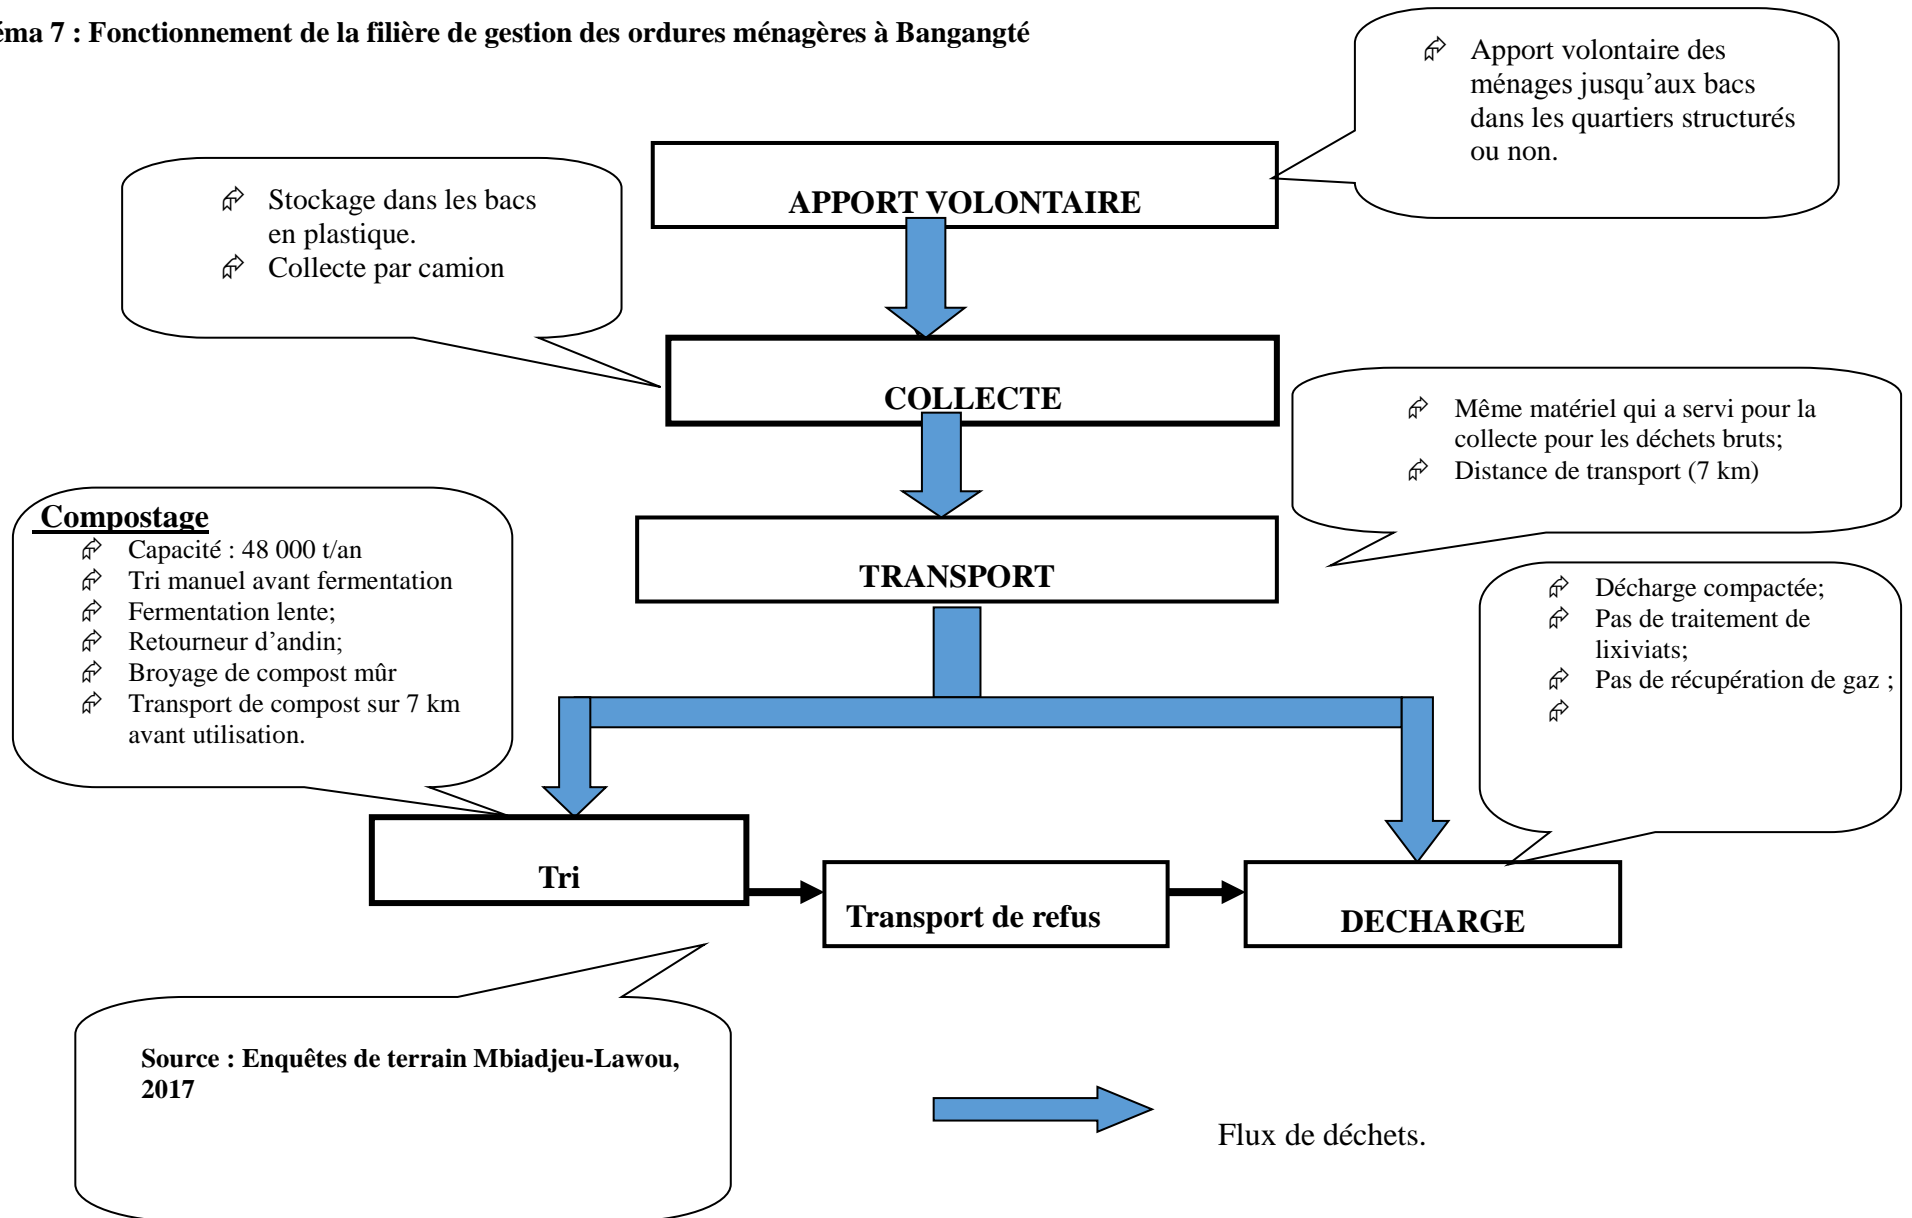 éma 7 : Fonctionnement de la filière de gestion des ordures ménagères à Bangangté
Apport volontaire des
ménages jusqu'aux bacs
dans les quartiers structurés
ou non.
APPORT VOLONTAIRE
Stockage dans les bacs
en plastique.
Collecte par camion
COLLECTE
Même matériel qui a servi pour la
collecte pour les déchets bruts;
Distance de transport (7 km)
TRANSPORT
Compostage
Capacité : 48 000 t/an
Tri manuel avant fermentation
Fermentation lente;
Retourneur d'andin;
Broyage de compost mûr
Transport de compost sur 7 km
avant utilisation.
Décharge compactée;
Pas de traitement de
lixiviats;
Pas de récupération de gaz ;
Tri
Transport de refus
DECHARGE
Source : Enquêtes de terrain Mbiadjeu-Lawou,
2017
Flux de déchets.